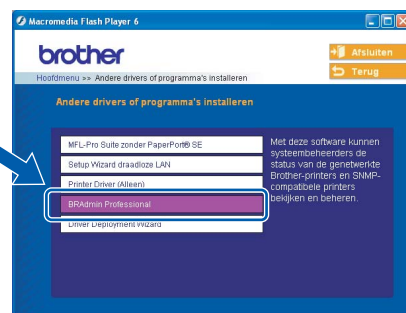 Macromedia Flash Player 6
brother
Afsluiten
Hoofdmenu >> Andere drivers of programma's installeren
Terug
Andere drivers of programma's installeren
MFL-Pro Suite zonder PaperPort® SE
Setup Wizard draadloze LAN
Printer Driver (Alleen)
BRAdmin Professional
Driver Deployment Wizard
Met deze software kunnen
systeembeheerders de
status van de genetwerkte
Brother-printers en SNMP-
compatibele printers
bekijken en beheren.